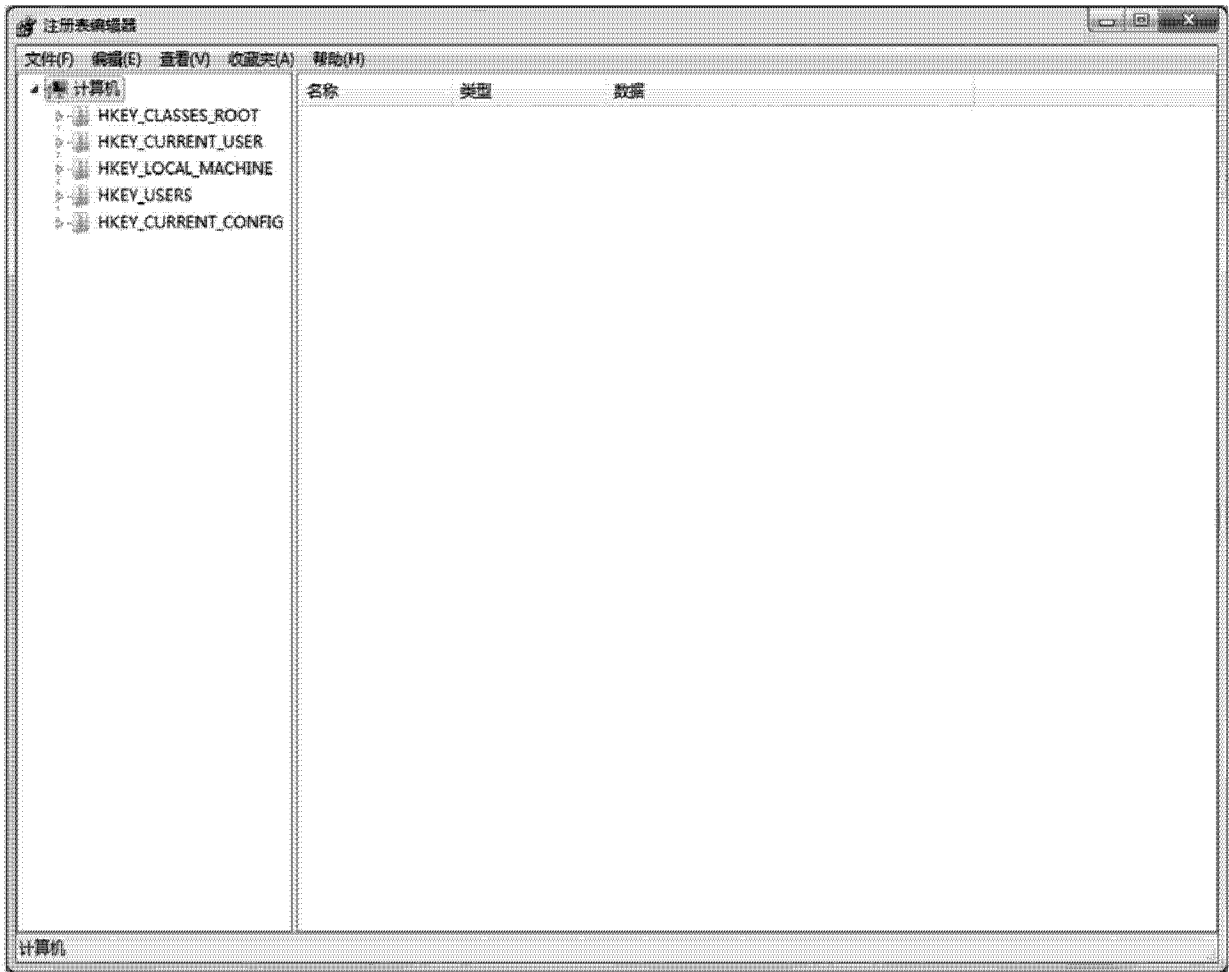 注册表编辑器
文件(F) 编辑(E) 查看(V) 收藏夹(A) 帮助(H)
计算机
名称 类型 数据
HKEY_CLASSES_ROOT
HKEY_CURRENT_USER
HKEY_LOCAL_MACHINE
HKEY_USERS
HKEY_CURRENT_CONFIG
计算机